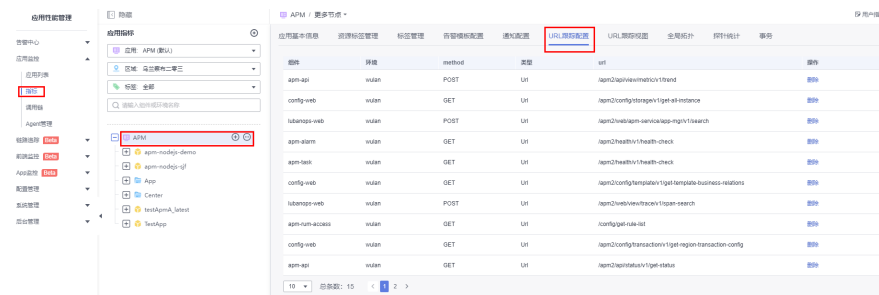 应用性能管理
告警中心
应用监控
应用列表
指标
调用链
Agent管理
链路追踪 Beta
前端监控 Beta
App监控 Beta
配置管理
系统管理
后台管理
隐藏
应用指标
应用: APM (默认)
区域: 乌兰察布二零三
标签: 全部
请输入组件或环境名称
APM
apm-nodejs-demo
apm-nodejs-sjf
App
Center
testApmA_latest
TestApp
APM / 更多节点
用户指
应用基本信息 资源标签管理 标签管理 告警模板配置 通知配置 URL跟踪配置 URL跟踪视图 全局拓扑 探针统计 事务
组件 环境 method 类型 url 操作
apm-api wulan POST Url /apm2/api/view/metric/v1/trend 删除
config-web wulan GET Url /apm2/config/storage/v1/get-all-instance 删除
lubanops-web wulan POST Url /apm2/web/apm-service/app-mgr/v1/search 删除
apm-alarm wulan GET Url /apm2/health/v1/health-check 删除
apm-task wulan GET Url /apm2/health/v1/health-check 删除
config-web wulan GET Url /apm2/config/template/v1/get-template-business-relations 删除
lubanops-web wulan POST Url /apm2/web/view/trace/v1/span-search 删除
apm-rum-access wulan GET Url /config/get-rule-list 删除
config-web wulan GET Url /apm2/config/transaction/v1/get-region-transaction-config 删除
apm-api wulan GET Url /apm2/api/status/v1/get-status 删除
10 总条数: 15 < 1 2 >